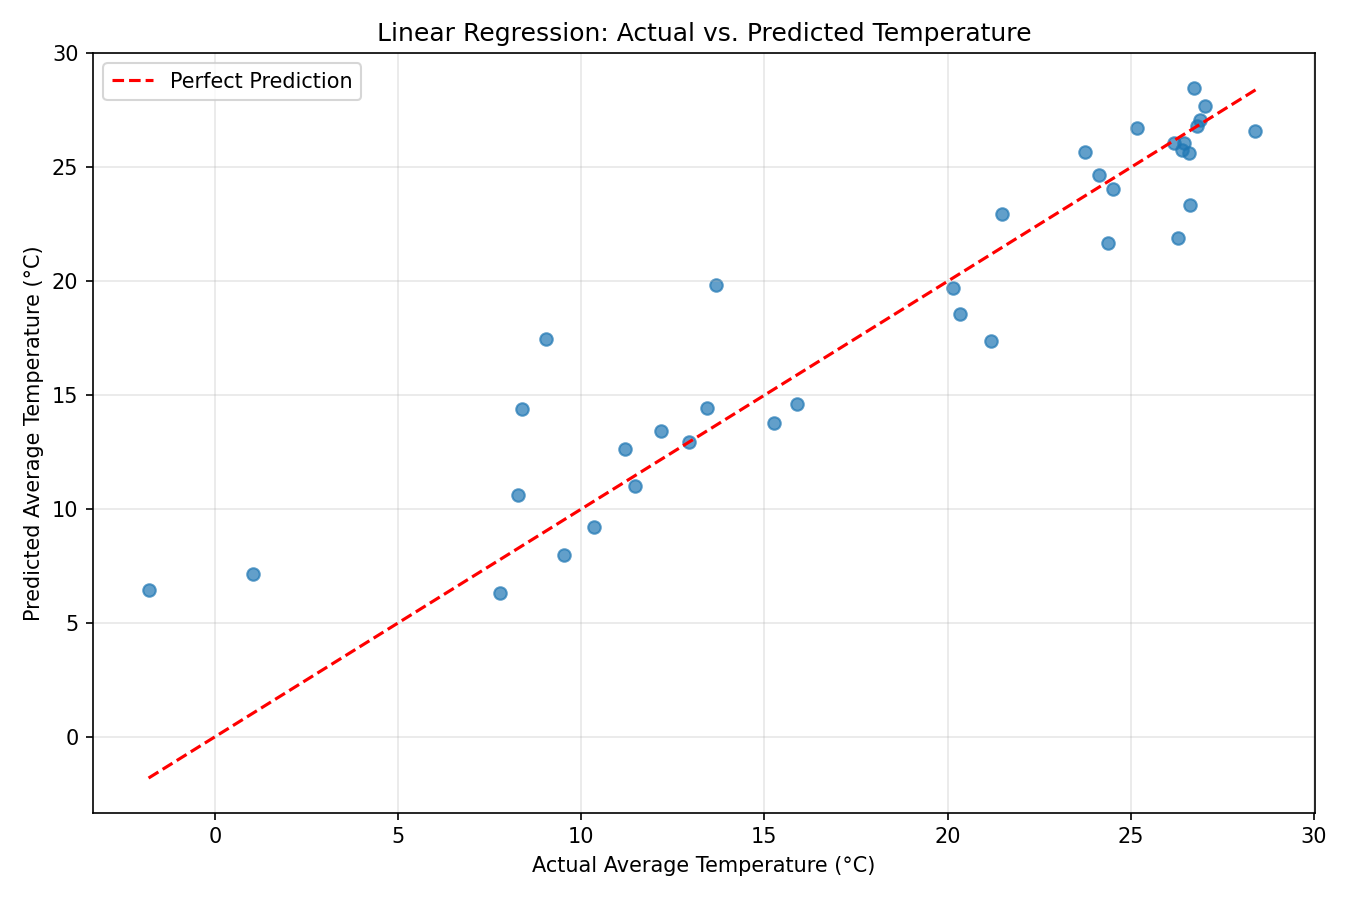 Linear Regression: Actual vs. Predicted Temperature
Perfect Prediction
Predicted Average Temperature (°C)
30
25
20
15
10
5
0
0 5 10 15 20 25 30
Actual Average Temperature (°C)